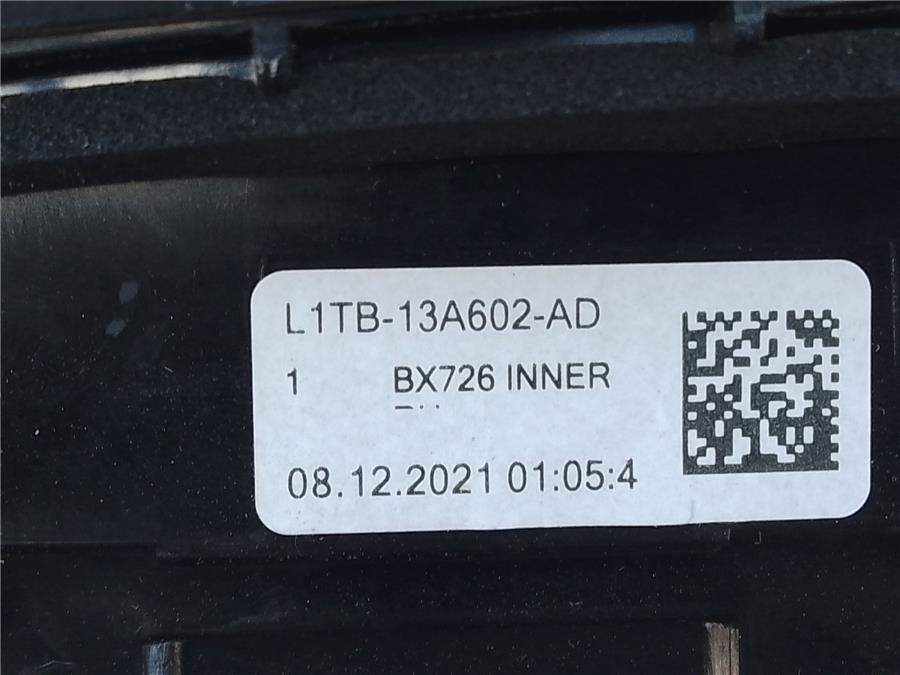 L1TB-13A602-AD
1 BX726 INNER
08.12.2021 01:05:4